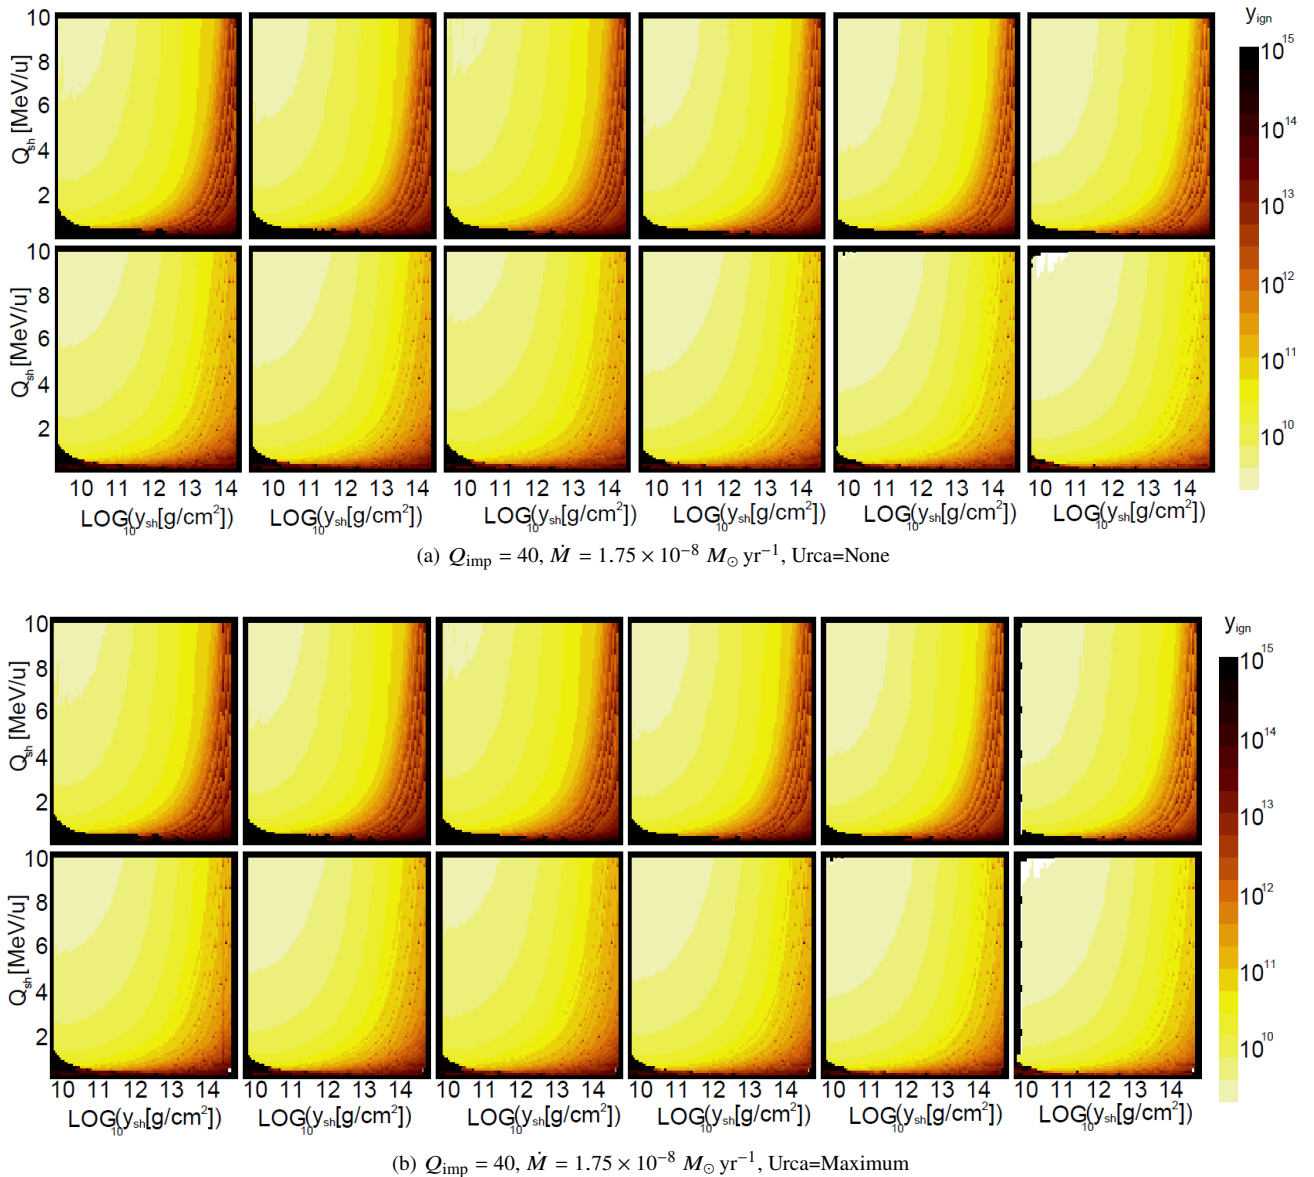 y_ign
10^15
10^14
10^13
10^12
10^11
10^10
Q_sh [MeV/u]
10
8
6
4
2
Q_sh [MeV/u]
10
8
6
4
2
10 11 12 13 14 10 11 12 13 14 10 11 12 13 14 10 11 12 13 14 10 11 12 13 14 10 11 12 13 14
LOG_10(y_sh[g/cm^2]) LOG_10(y_sh[g/cm^2]) LOG_10(y_sh[g/cm^2]) LOG_10(y_sh[g/cm^2]) LOG_10(y_sh[g/cm^2]) LOG_10(y_sh[g/cm^2])
(a) Q_imp = 40, Ṁ = 1.75 × 10^−8 M_⊙ yr^−1, Urca=None
y_ign
10^15
10^14
10^13
10^12
10^11
10^10
Q_sh [MeV/u]
10
8
6
4
2
Q_sh [MeV/u]
10
8
6
4
2
10 11 12 13 14 10 11 12 13 14 10 11 12 13 14 10 11 12 13 14 10 11 12 13 14 10 11 12 13 14
LOG_10(y_sh[g/cm^2]) LOG_10(y_sh[g/cm^2]) LOG_10(y_sh[g/cm^2]) LOG_10(y_sh[g/cm^2]) LOG_10(y_sh[g/cm^2]) LOG_10(y_sh[g/cm^2])
(b) Q_imp = 40, Ṁ = 1.75 × 10^−8 M_⊙ yr^−1, Urca=Maximum